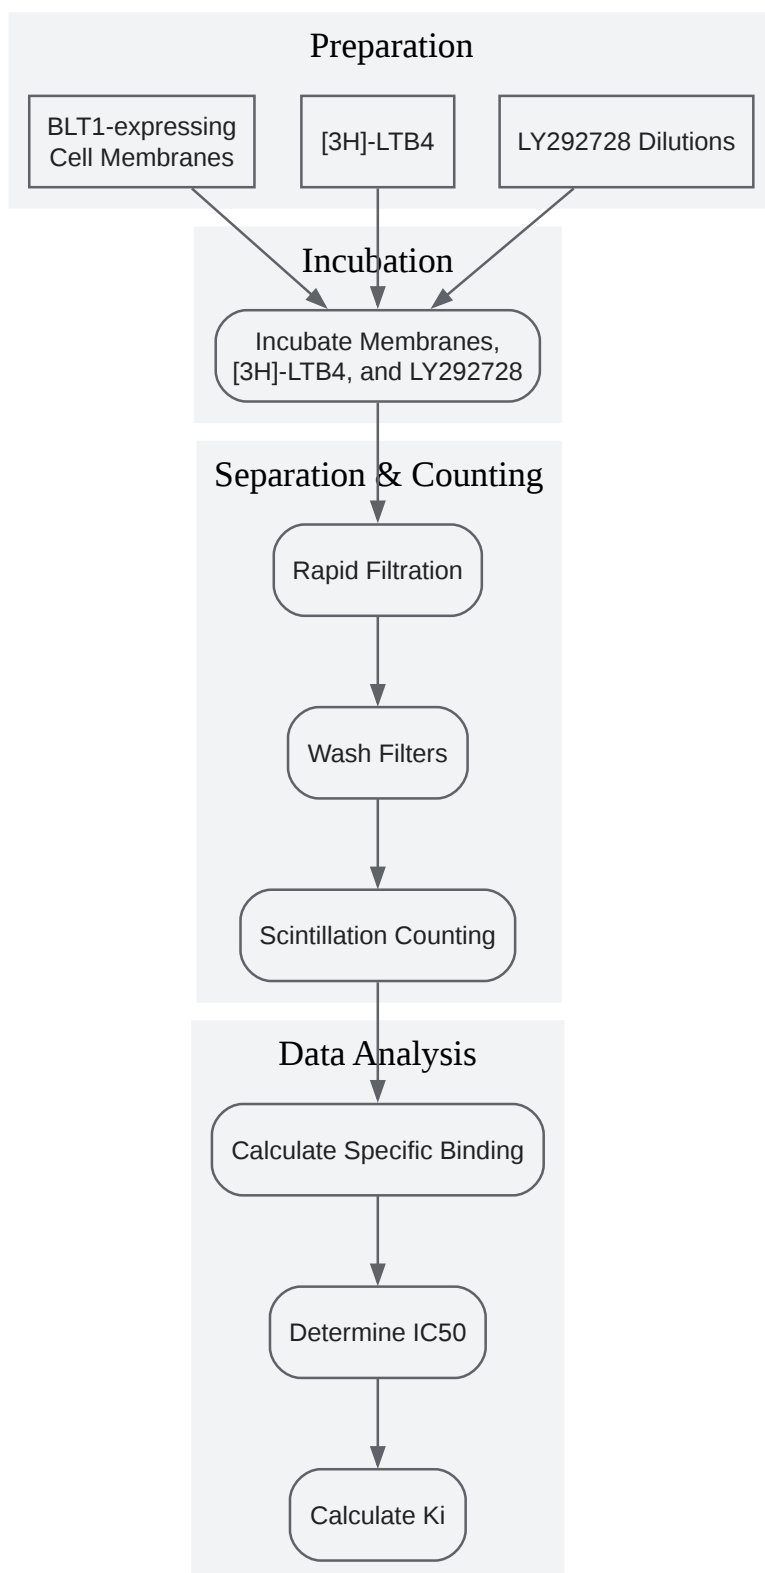 Preparation
BLT1-expressing
Cell Membranes
[3H]-LTB4
LY292728 Dilutions
Incubation
Incubate Membranes,
[3H]-LTB4, and LY292728
Separation & Counting
Rapid Filtration
Wash Filters
Scintillation Counting
Data Analysis
Calculate Specific Binding
Determine IC50
Calculate Ki